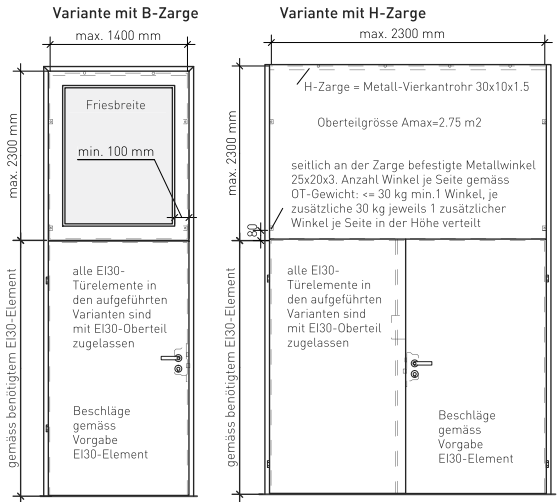 Variante mit B-Zarge
max. 1400 mm
max. 2300 mm
Friesbreite
min. 100 mm
gemäss benötigtem EI30-Element
alle EI30-
Türelemente in
den aufgeführten
Varianten sind
mit EI30-Oberteil
zugelassen
Beschläge
gemäss
Vorgabe
EI30-Element
Variante mit H-Zarge
max. 2300 mm
max. 2300 mm
H-Zarge = Metall-Vierkantrohr 30x10x1.5
Oberteilgrösse Amax=2.75 m2
seitlich an der Zarge befestigte Metallwinkel
25x20x3. Anzahl Winkel je Seite gemäss
OT-Gewicht: <= 30 kg min.1 Winkel, je
zusätzliche 30 kg jeweils 1 zusätzlicher
Winkel je Seite in der Höhe verteilt
80
gemäss benötigtem EI30-Element
alle EI30-
Türelemente in
den aufgeführten
Varianten sind
mit EI30-Oberteil
zugelassen
Beschläge
gemäss
Vorgabe
EI30-Element